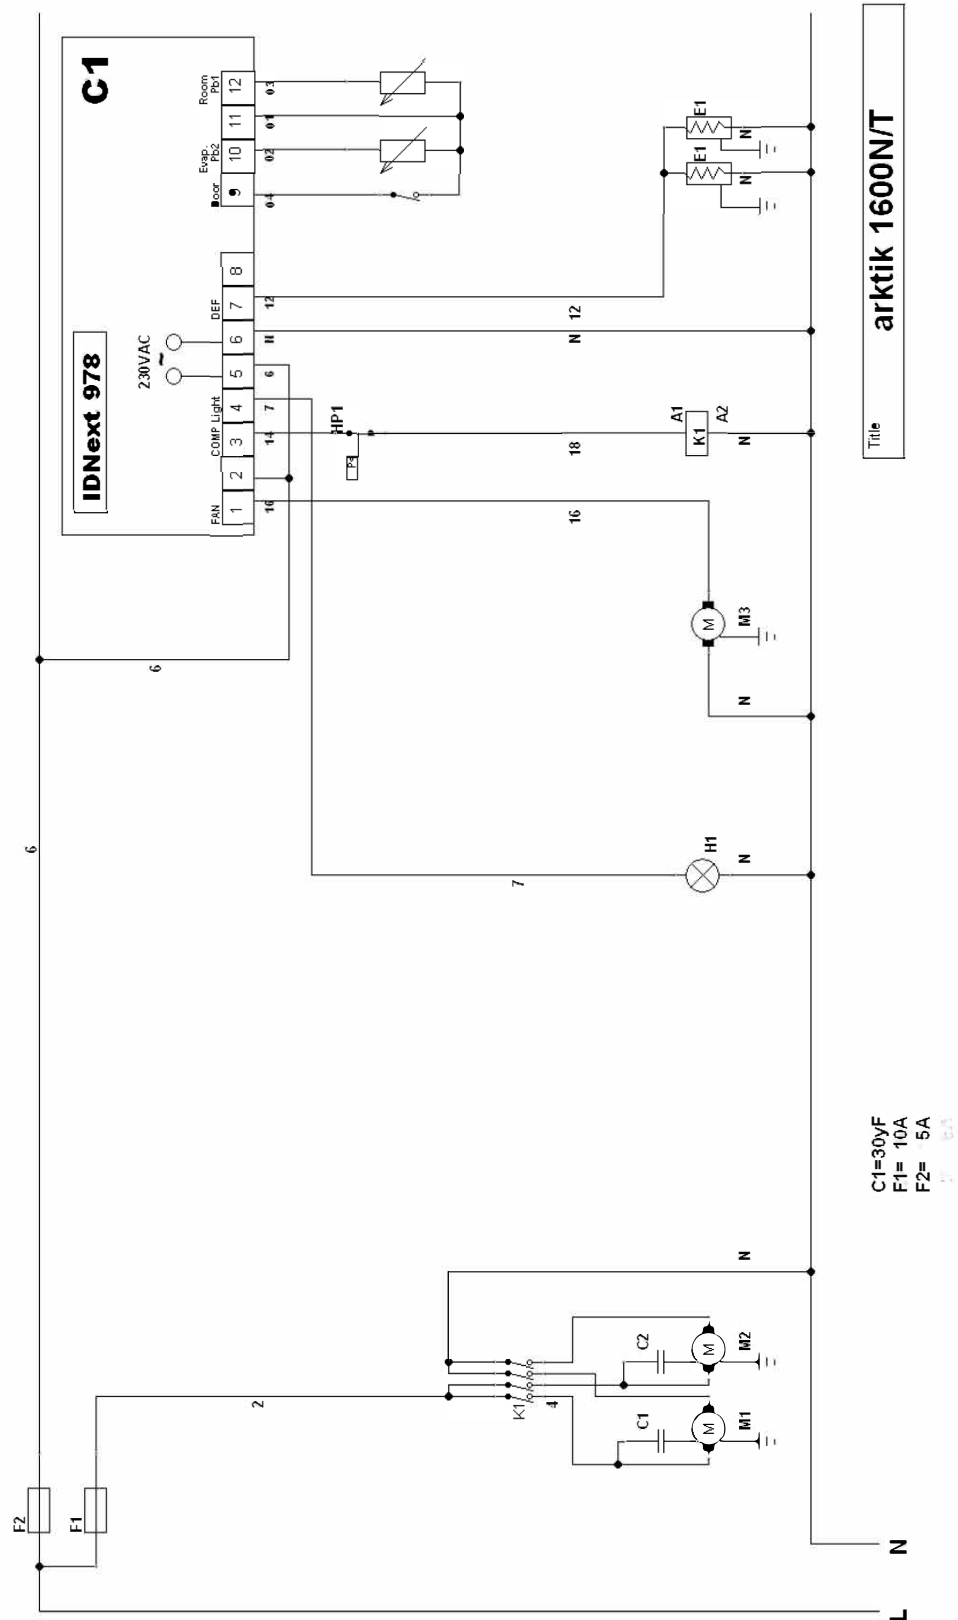 F2
F1
6
6
2
K1
4
C1
C2
M
M
M1
M2
N
7
H1
N
C1
IDNext 978
230VAC
~
FAN
COMP
Light
DEF
Door
Evap.
Pb2
Room
Pb1
1 2 3 4 5 6 7 8 9 10 11 12
16 14 7 6 N 12 04 02 01 03
HP1
16
18
N
12
M
M3
N
A1
K1
A2
N
E1
E1
N
N
L
N
C1=30yF
F1= 10A
F2= 5A
Title
arktik 1600N/T